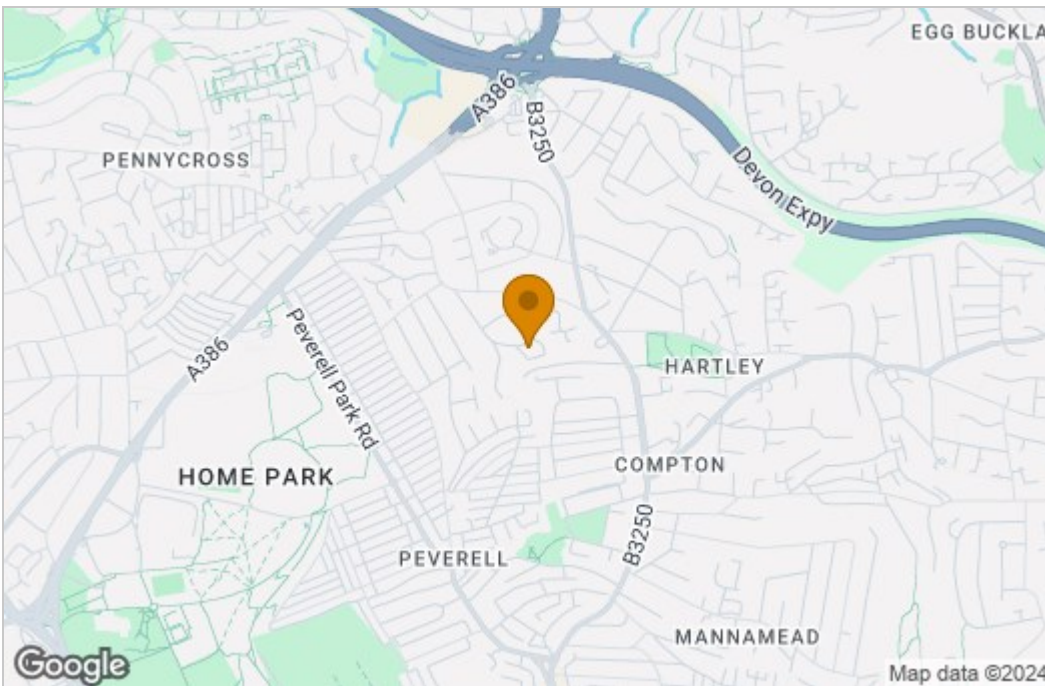 EGG BUCKLA
A386
B3250
PENNYCROSS
Devon Expy
Peverell Park Rd
A386
HARTLEY
COMPTON
HOME PARK
B3250
PEVERELL
MANNAMEAD
Google
Map data ©2024